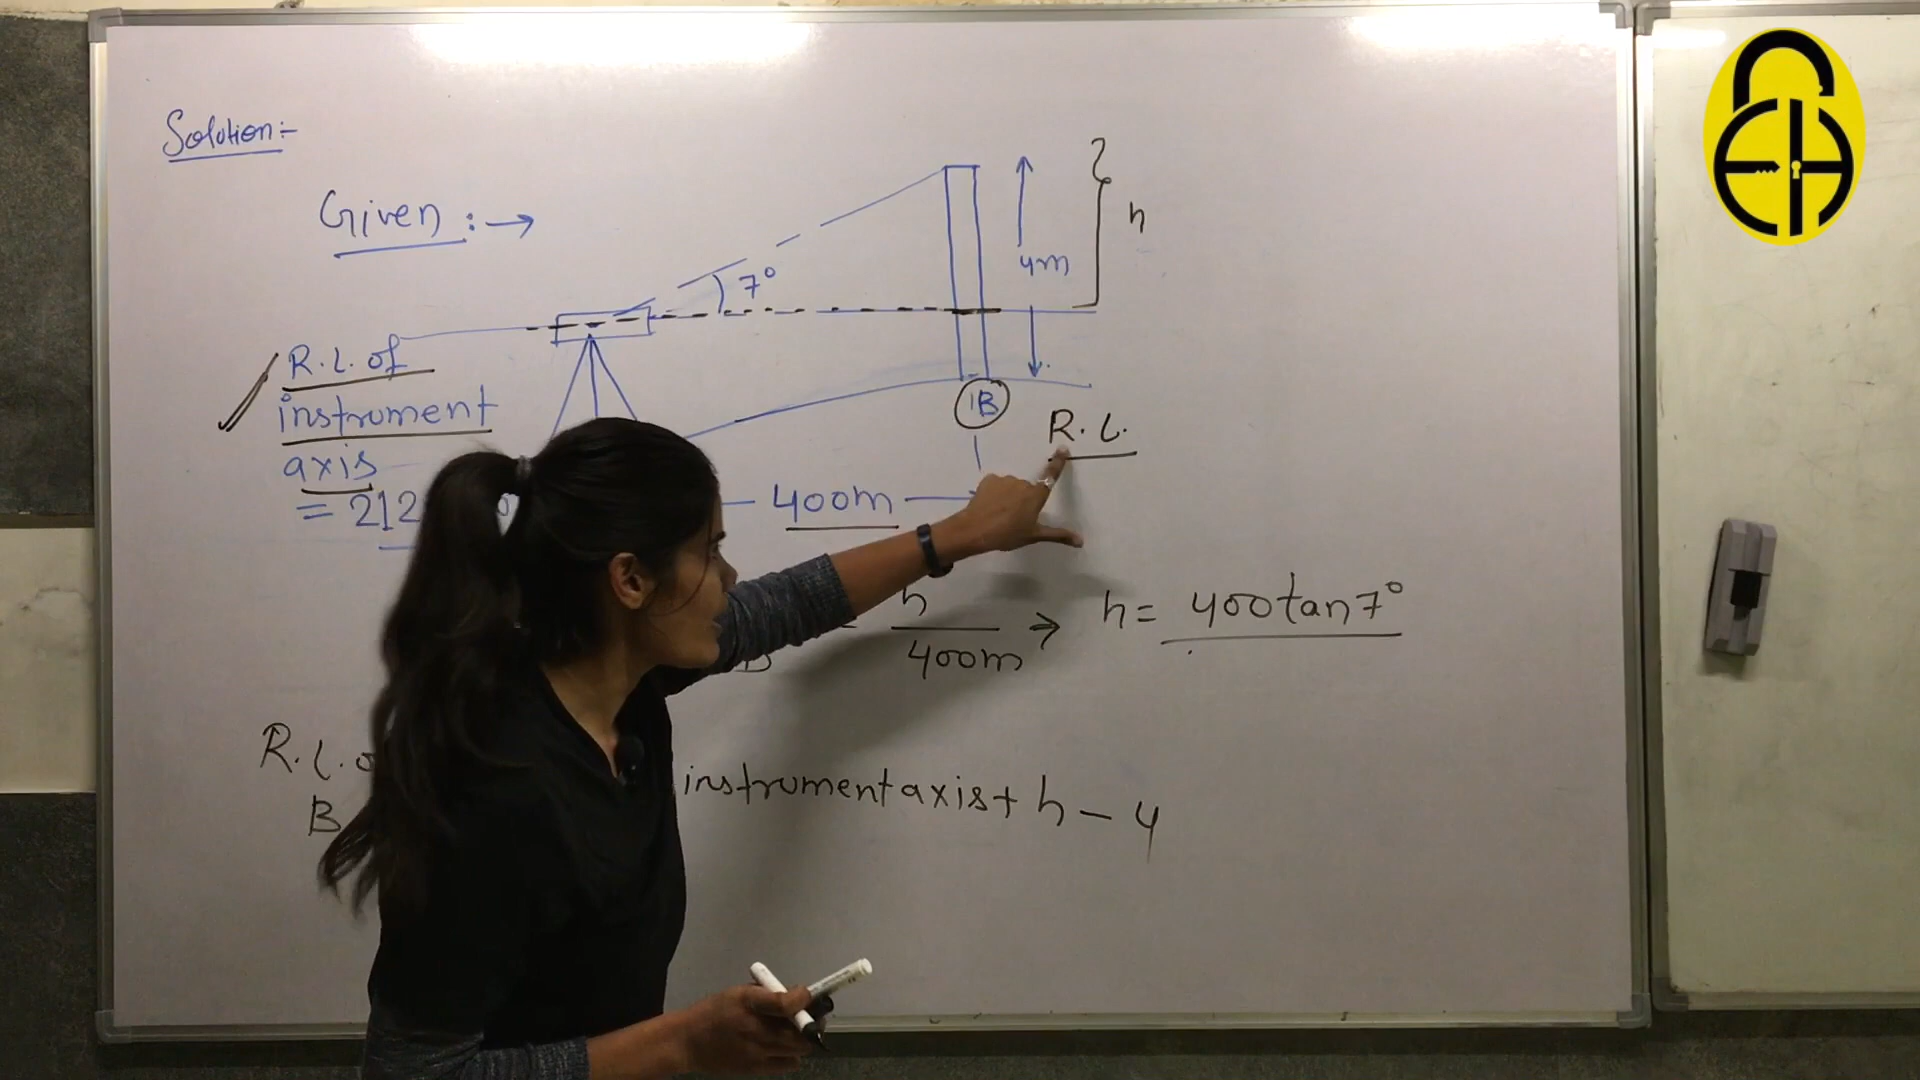 Solution:-
Given :→
h
4m
7°
R.L. of
instrument
axis
= 212
B
R.L.
400m
h
400m
→ h = 400tan7°
R.L. o
B
instrument axis + h - 4